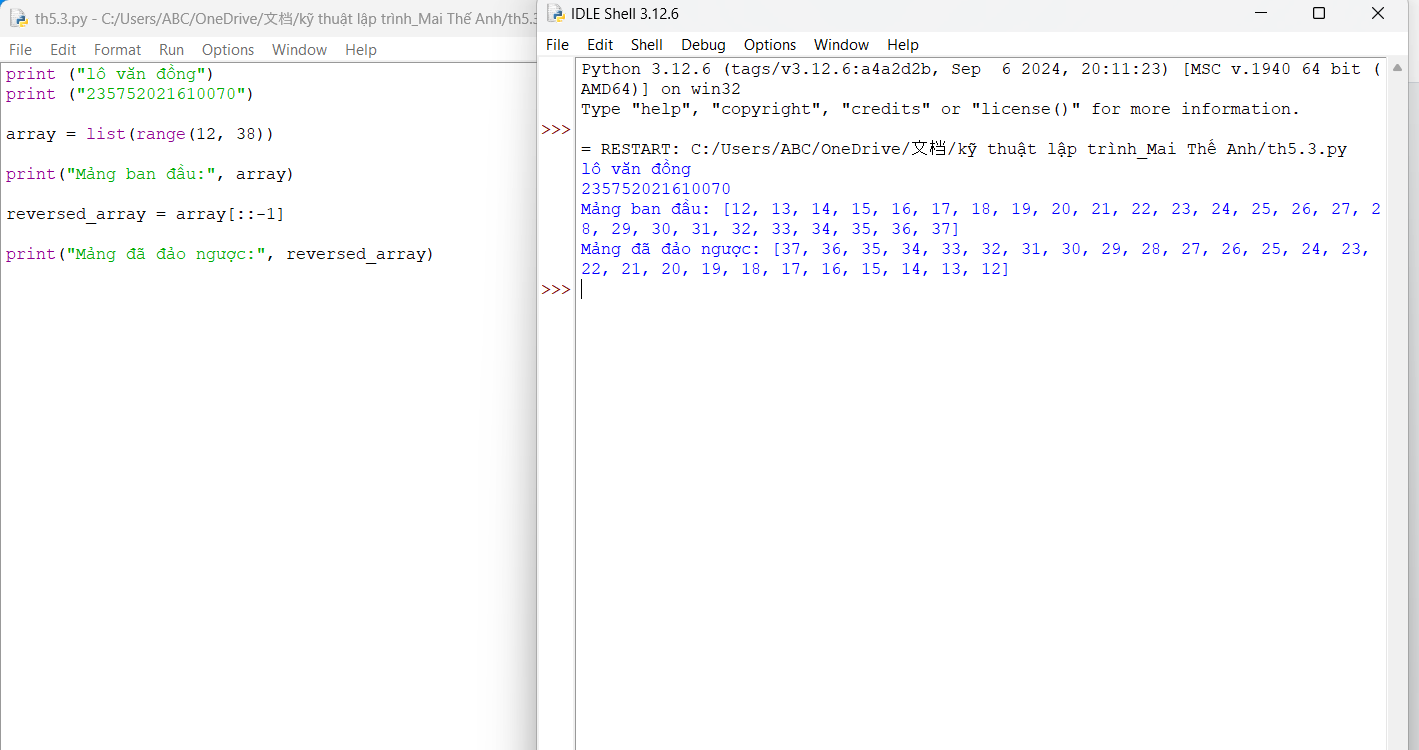 th5.3.py - C:/Users/ABC/OneDrive/文档/kỹ thuật lập trình_Mai Thế Anh/th5.3
File Edit Format Run Options Window Help
print ("lô văn đồng")
print ("235752021610070")
array = list(range(12, 38))
print("Mảng ban đầu:", array)
reversed_array = array[::-1]
print("Mảng đã đảo ngược:", reversed_array)
IDLE Shell 3.12.6
File Edit Shell Debug Options Window Help
Python 3.12.6 (tags/v3.12.6:a4a2d2b, Sep  6 2024, 20:11:23) [MSC v.1940 64 bit (
AMD64)] on win32
Type "help", "copyright", "credits" or "license()" for more information.
>>>
= RESTART: C:/Users/ABC/OneDrive/文档/kỹ thuật lập trình_Mai Thế Anh/th5.3.py
lô văn đồng
235752021610070
Mảng ban đầu: [12, 13, 14, 15, 16, 17, 18, 19, 20, 21, 22, 23, 24, 25, 26, 27, 2
8, 29, 30, 31, 32, 33, 34, 35, 36, 37]
Mảng đã đảo ngược: [37, 36, 35, 34, 33, 32, 31, 30, 29, 28, 27, 26, 25, 24, 23,
22, 21, 20, 19, 18, 17, 16, 15, 14, 13, 12]
>>>